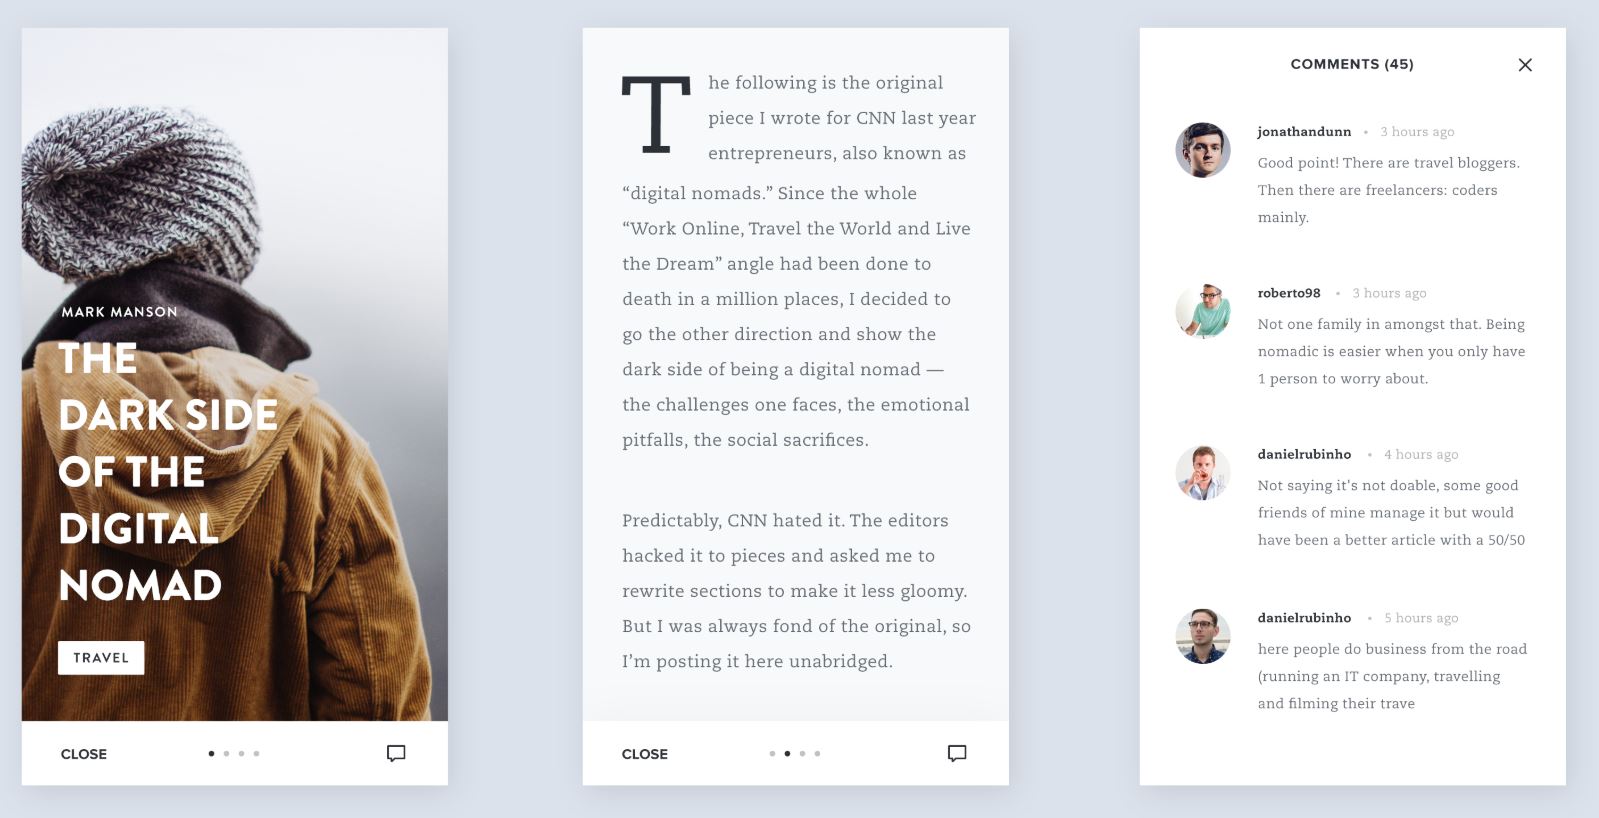 MARK MANSON
THE
DARK SIDE
OF THE
DIGITAL
NOMAD
TRAVEL
CLOSE
The following is the original
piece I wrote for CNN last year
entrepreneurs, also known as
“digital nomads.” Since the whole
“Work Online, Travel the World and Live
the Dream” angle had been done to
death in a million places, I decided to
go the other direction and show the
dark side of being a digital nomad —
the challenges one faces, the emotional
pitfalls, the social sacrifices.
Predictably, CNN hated it. The editors
hacked it to pieces and asked me to
rewrite sections to make it less gloomy.
But I was always fond of the original, so
I’m posting it here unabridged.
CLOSE
COMMENTS (45)
jonathandunn • 3 hours ago
Good point! There are travel bloggers.
Then there are freelancers: coders
mainly.
roberto98 • 3 hours ago
Not one family in amongst that. Being
nomadic is easier when you only have
1 person to worry about.
danielrubinho • 4 hours ago
Not saying it's not doable, some good
friends of mine manage it but would
have been a better article with a 50/50
danielrubinho • 5 hours ago
here people do business from the road
(running an IT company, travelling
and filming their trave